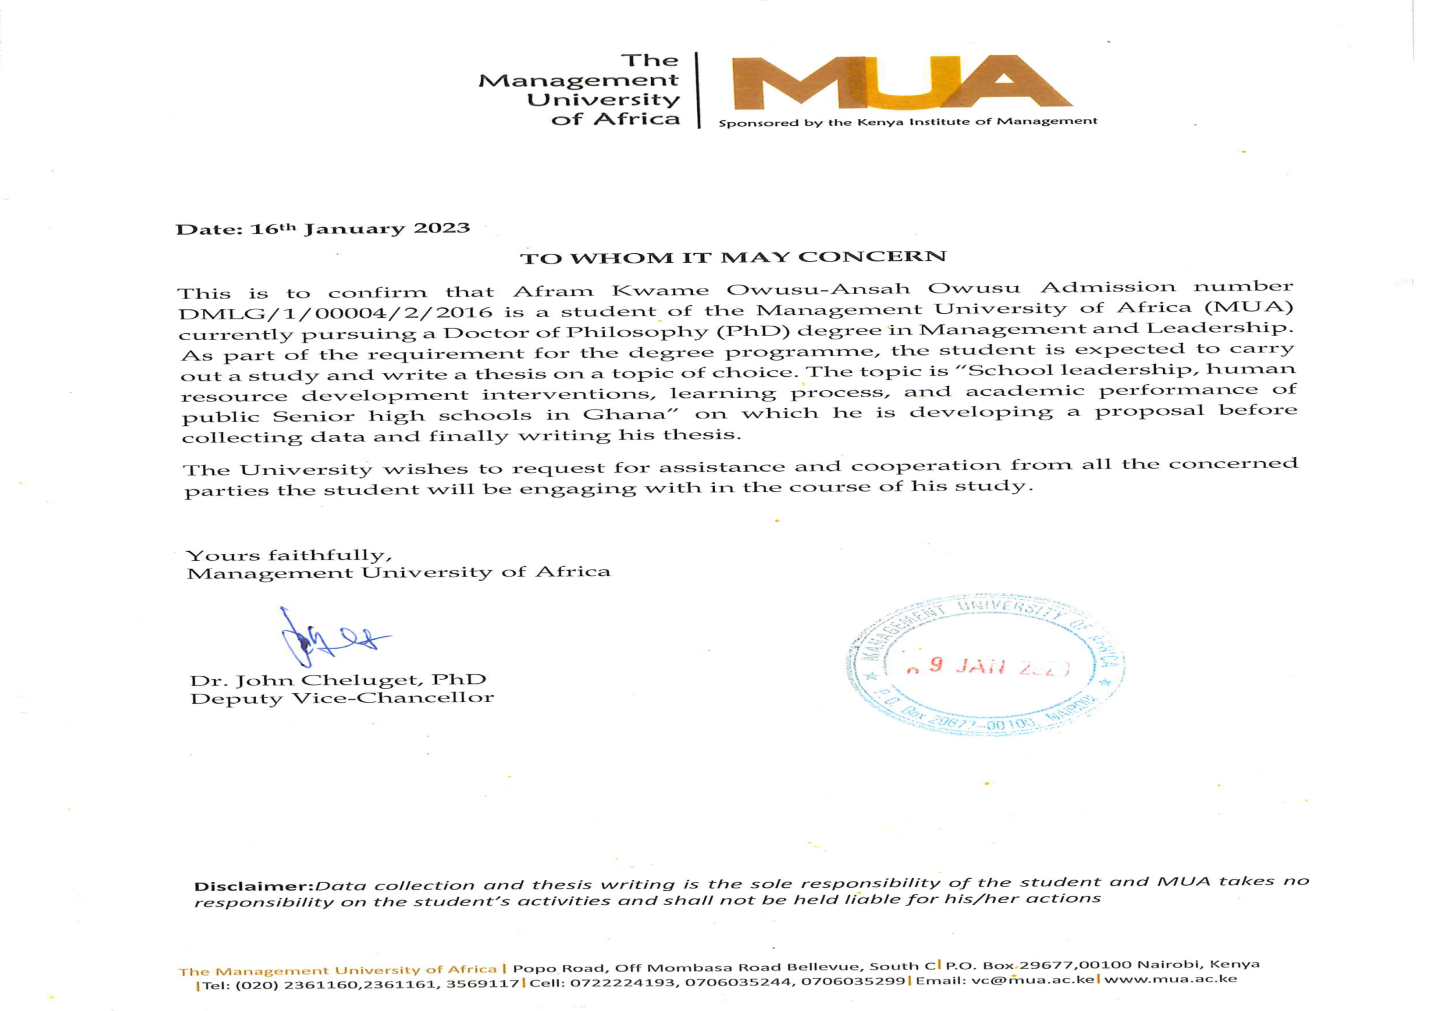 The
Management
University
of Africa
MUA
Sponsored by the Kenya Institute of Management
Date: 16th January 2023
TO WHOM IT MAY CONCERN
This is to confirm that Afram Kwame Owusu-Ansah Owusu Admission number
DMLG/1/00004/2/2016 is a student of the Management University of Africa (MUA)
currently pursuing a Doctor of Philosophy (PhD) degree in Management and Leadership.
As part of the requirement for the degree programme, the student is expected to carry
out a study and write a thesis on a topic of choice. The topic is “School leadership, human
resource development interventions, learning process, and academic performance of
public Senior high schools in Ghana” on which he is developing a proposal before
collecting data and finally writing his thesis.
The University wishes to request for assistance and cooperation from all the concerned
parties the student will be engaging with in the course of his study.
Yours faithfully,
Management University of Africa
Dr. John Cheluget, PhD
Deputy Vice-Chancellor
MANAGEMENT UNIVERSITY OF AFRICA
9 JAN
P.O. Box 29677-00100, NAIROBI
Disclaimer:Data collection and thesis writing is the sole responsibility of the student and MUA takes no
responsibility on the student’s activities and shall not be held liable for his/her actions
The Management University of Africa | Popo Road, Off Mombasa Road Bellevue, South C| P.O. Box 29677,00100 Nairobi, Kenya
|Tel: (020) 2361160,2361161, 3569117| Cell: 0722224193, 0706035244, 0706035299| Email: vc@mua.ac.ke| www.mua.ac.ke